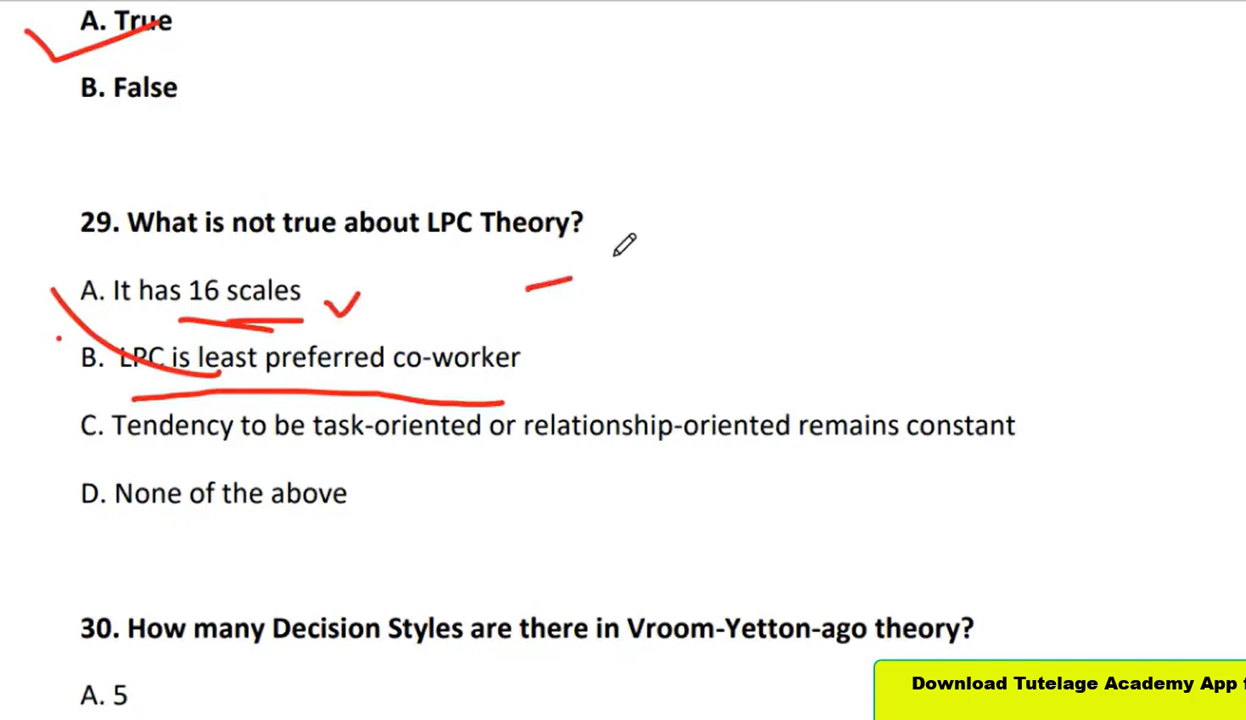 A. True
B. False
29. What is not true about LPC Theory?
A. It has 16 scales
B. LPC is least preferred co-worker
C. Tendency to be task-oriented or relationship-oriented remains constant
D. None of the above
30. How many Decision Styles are there in Vroom-Yetton-ago theory?
A. 5
Download Tutelage Academy App